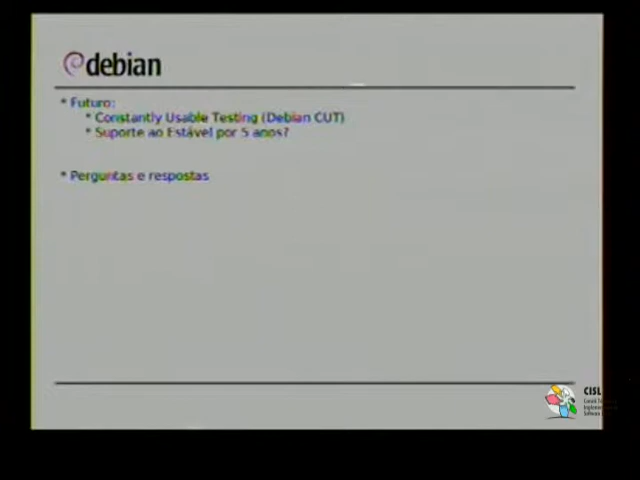 debian
* Futuro:
* Constantly Usable Testing (Debian CUT)
* Suporte ao Estável por 5 anos?
* Perguntas e respostas
CISL